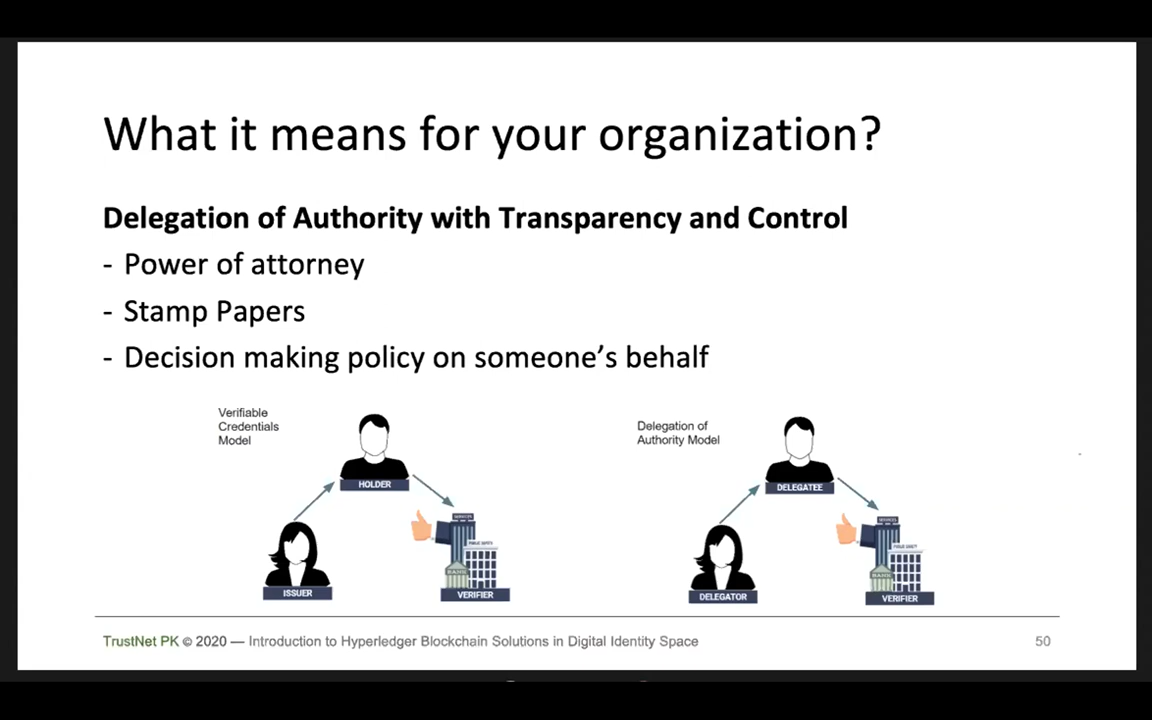 What it means for your organization?
Delegation of Authority with Transparency and Control
- Power of attorney
- Stamp Papers
- Decision making policy on someone’s behalf
Verifiable
Credentials
Model
HOLDER
ISSUER
BANK
VERIFIER
Delegation of
Authority Model
DELEGATEE
DELEGATOR
BANK
VERIFIER
TrustNet PK © 2020 — Introduction to Hyperledger Blockchain Solutions in Digital Identity Space
50